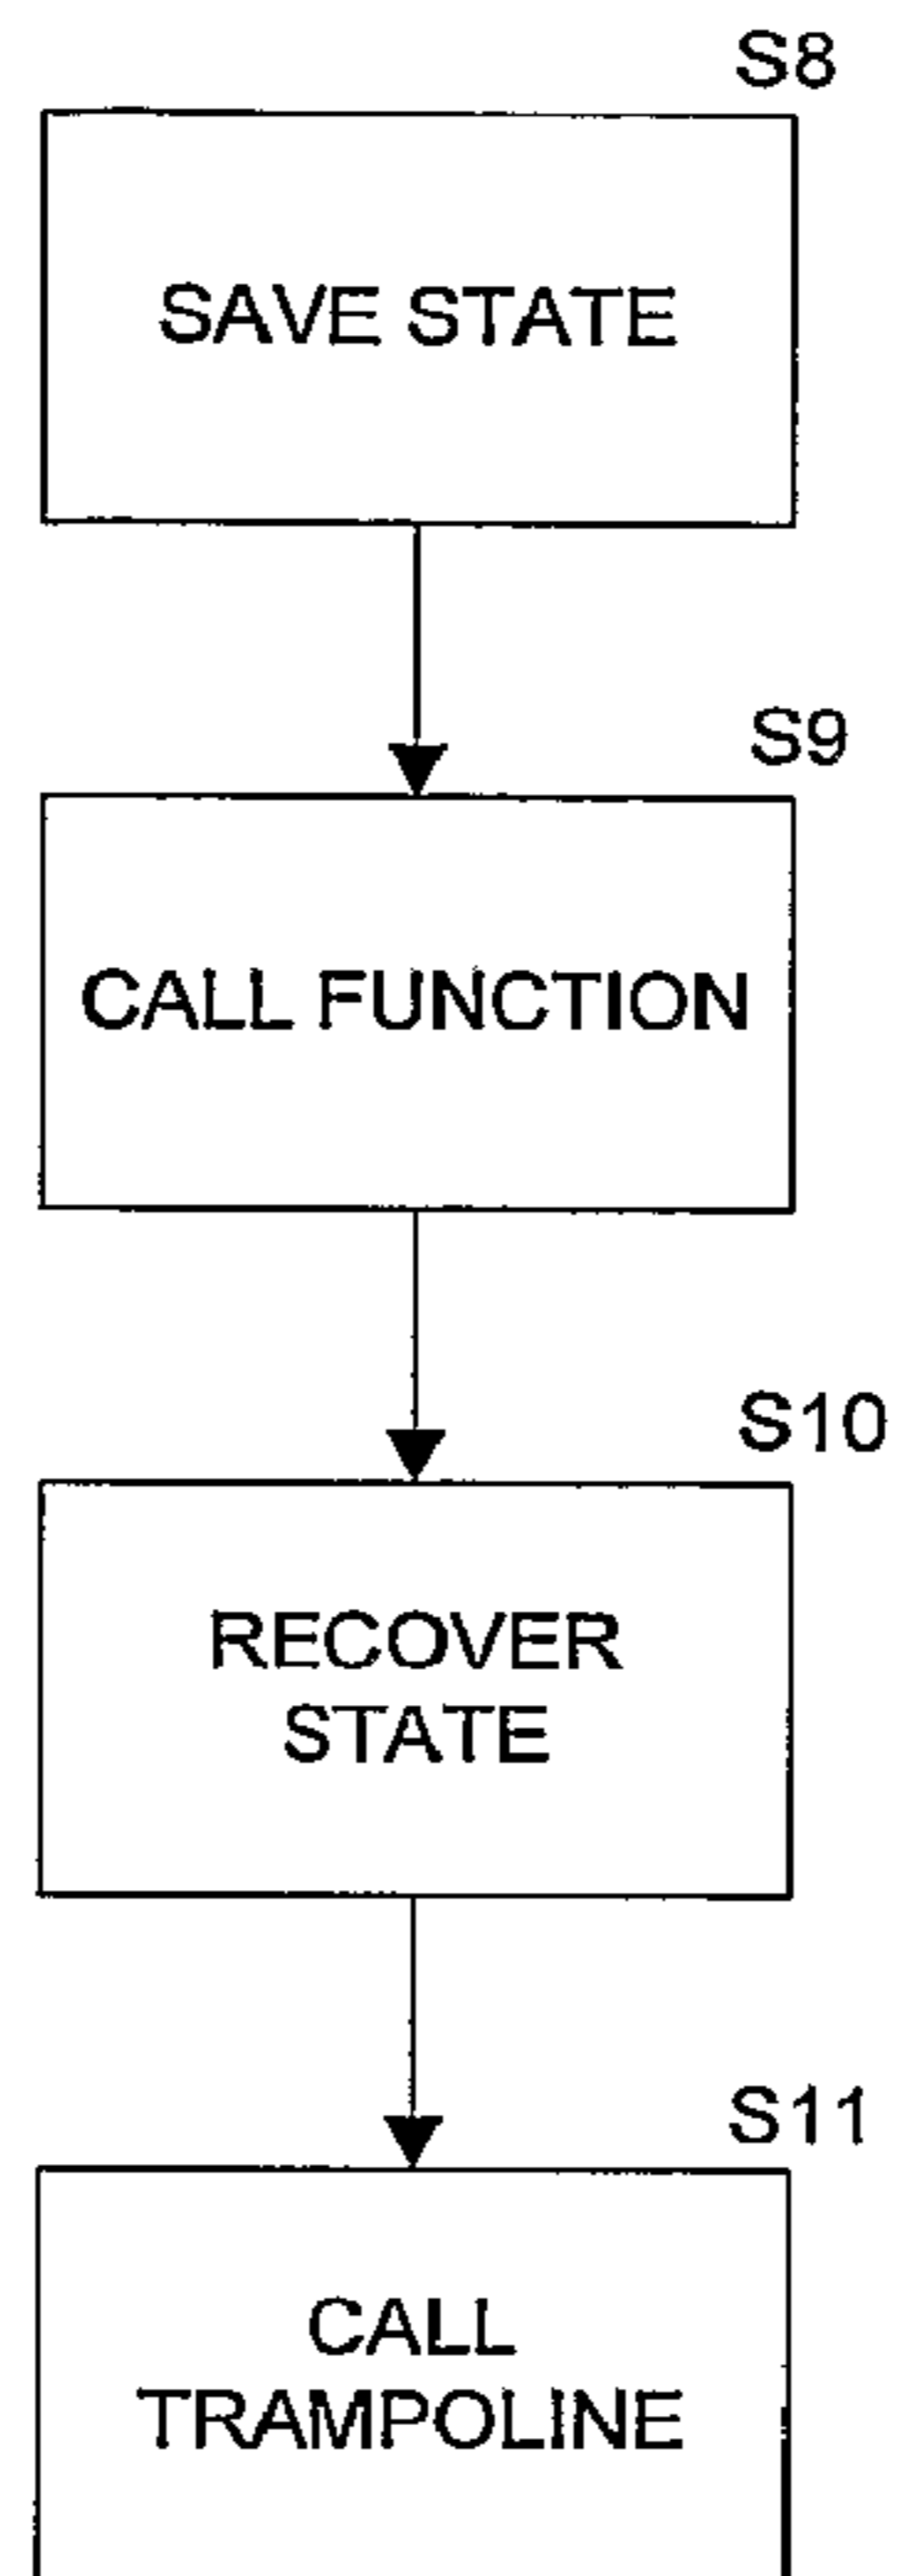 S8
SAVE STATE
S9
CALL FUNCTION
S10
RECOVER
STATE
S11
CALL
TRAMPOLINE